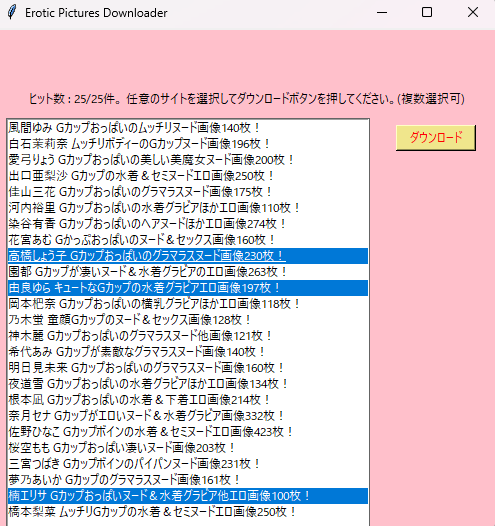 Erotic Pictures Downloader
ヒット数 : 25/25件。 任意のサイトを選択してダウンロードボタンを押してください。(複数選択可)
ダウンロード
風間ゆみ Gカップおっぱいのムッチリヌード画像140枚！
白石茉莉奈 ムッチリボディーのGカップヌード画像196枚！
愛弓りょう Gカップおっぱいの美しい美魔女ヌード画像200枚！
出口亜梨沙 Gカップの水着＆セミヌードエロ画像250枚！
佳山三花 Gカップおっぱいのグラマラスヌード画像175枚！
河内裕里 Gカップおっぱいの水着グラビアほかエロ画像110枚！
染谷有香 Gカップおっぱいのヘアヌードほかエロ画像274枚！
花宮あむ Gかっぷおっぱいのヌード＆セックス画像160枚！
高橋しょう子 Gカップおっぱいのグラマラスヌード画像230枚！
園都 Gカップが凄いヌード＆水着グラビアのエロ画像263枚！
由良ゆら キュートなGカップの水着グラビアエロ画像197枚！
岡本杷奈 Gカップおっぱいの横乳グラビアほかエロ画像118枚！
乃木蛍 童顔Gカップのヌード＆セックス画像128枚！
神木麗 Gカップおっぱいのグラマラスヌード他画像121枚！
希代あみ Gカップが素敵なグラマラスヌード画像140枚！
明日見未来 Gカップおっぱいのグラマラスヌード画像160枚！
夜道雪 Gカップおっぱいの水着グラビアほかエロ画像134枚！
根本凪 Gカップおっぱいの水着＆下着エロ画像214枚！
奈月セナ Gカップがエロいヌード＆水着グラビア画像332枚！
佐野ひなこ Gカップボインの水着＆セミヌードエロ画像423枚！
桜空もも Gカップおっぱい凄いヌード画像203枚！
三宮つばき Gカップボインのパイパンヌード画像231枚！
夢乃あいか Gカップのグラマラスヌード画像161枚！
楠エリサ Gカップおっぱいヌード＆水着グラビア他エロ画像100枚！
橋本梨菜 ムッチリGカップの水着＆セミヌードエロ画像250枚！